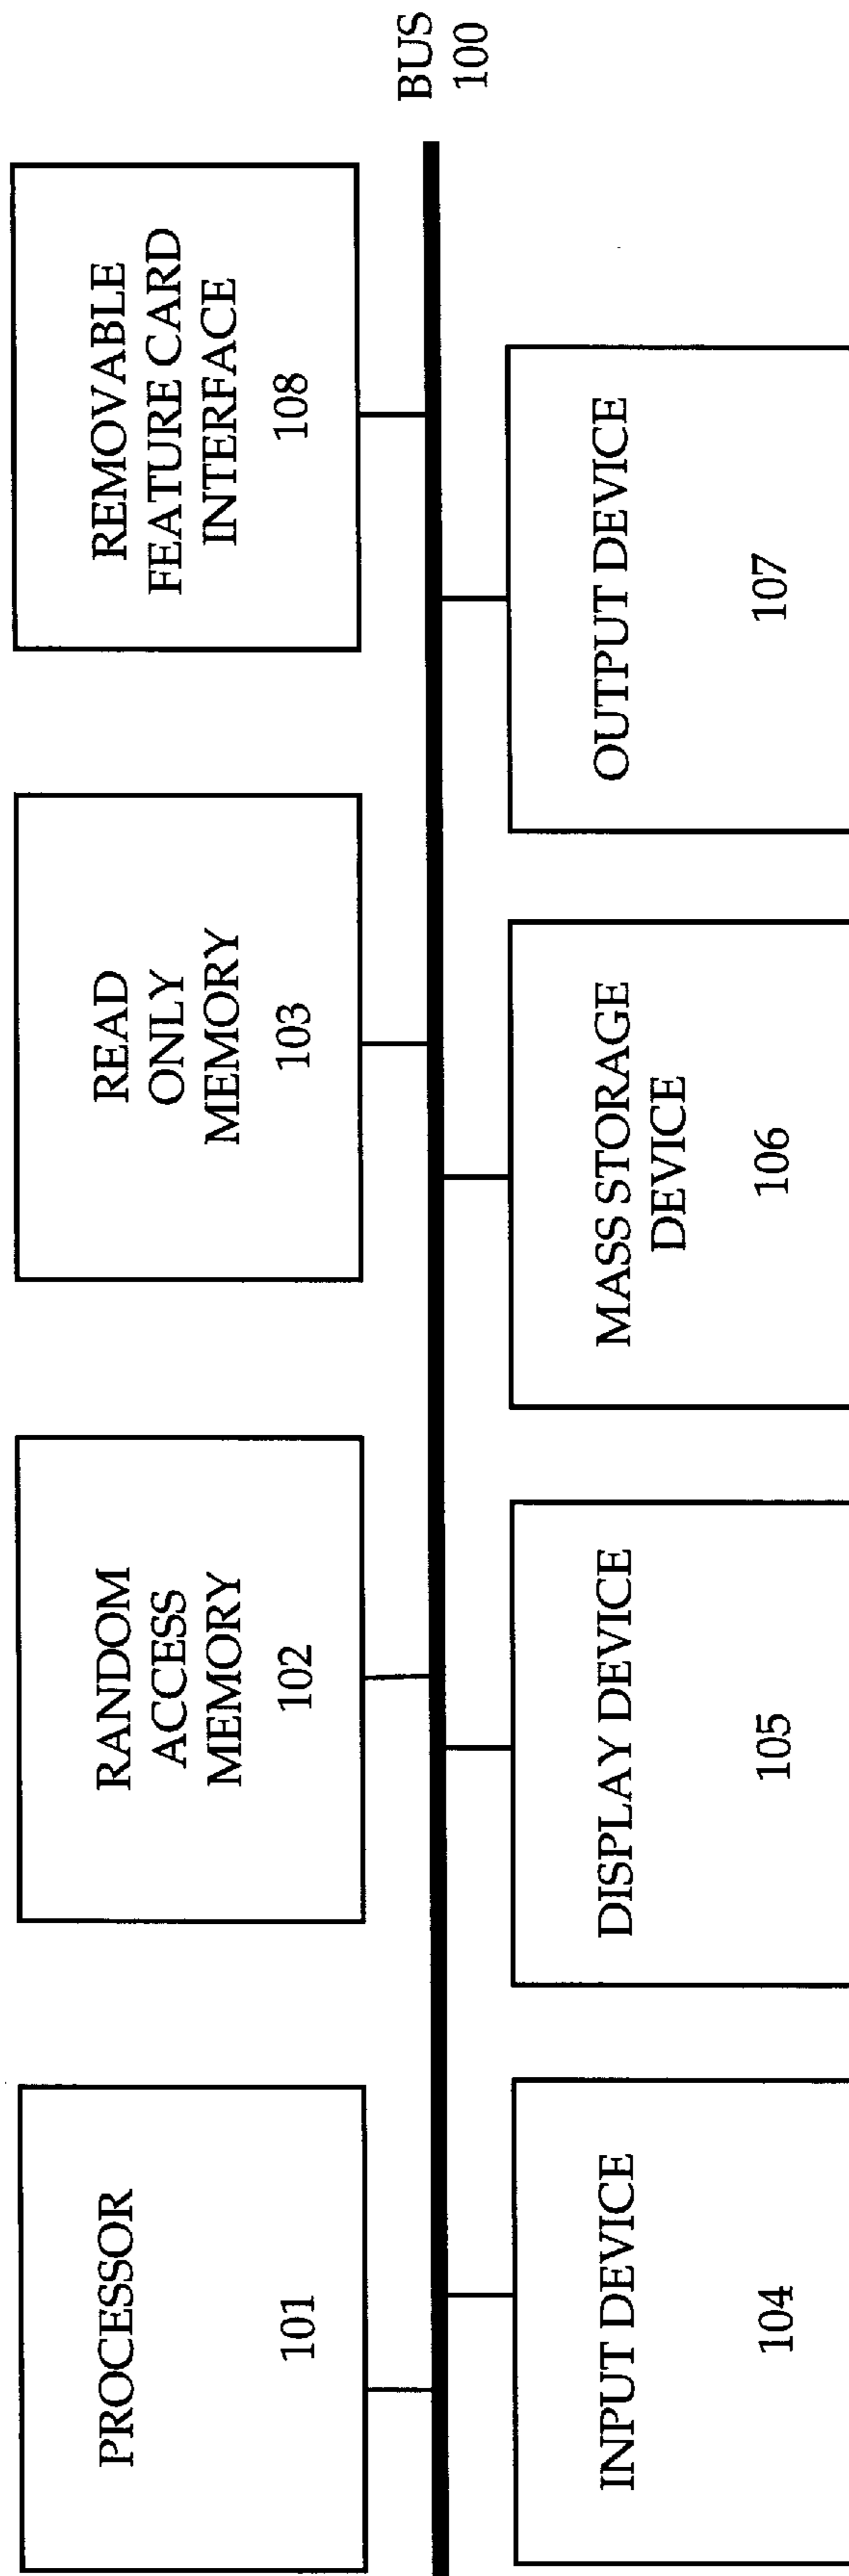 PROCESSOR
101
RANDOM
ACCESS
MEMORY
102
READ
ONLY
MEMORY
103
REMOVABLE
FEATURE CARD
INTERFACE
108
BUS
100
INPUT DEVICE
104
DISPLAY DEVICE
105
MASS STORAGE
DEVICE
106
OUTPUT DEVICE
107